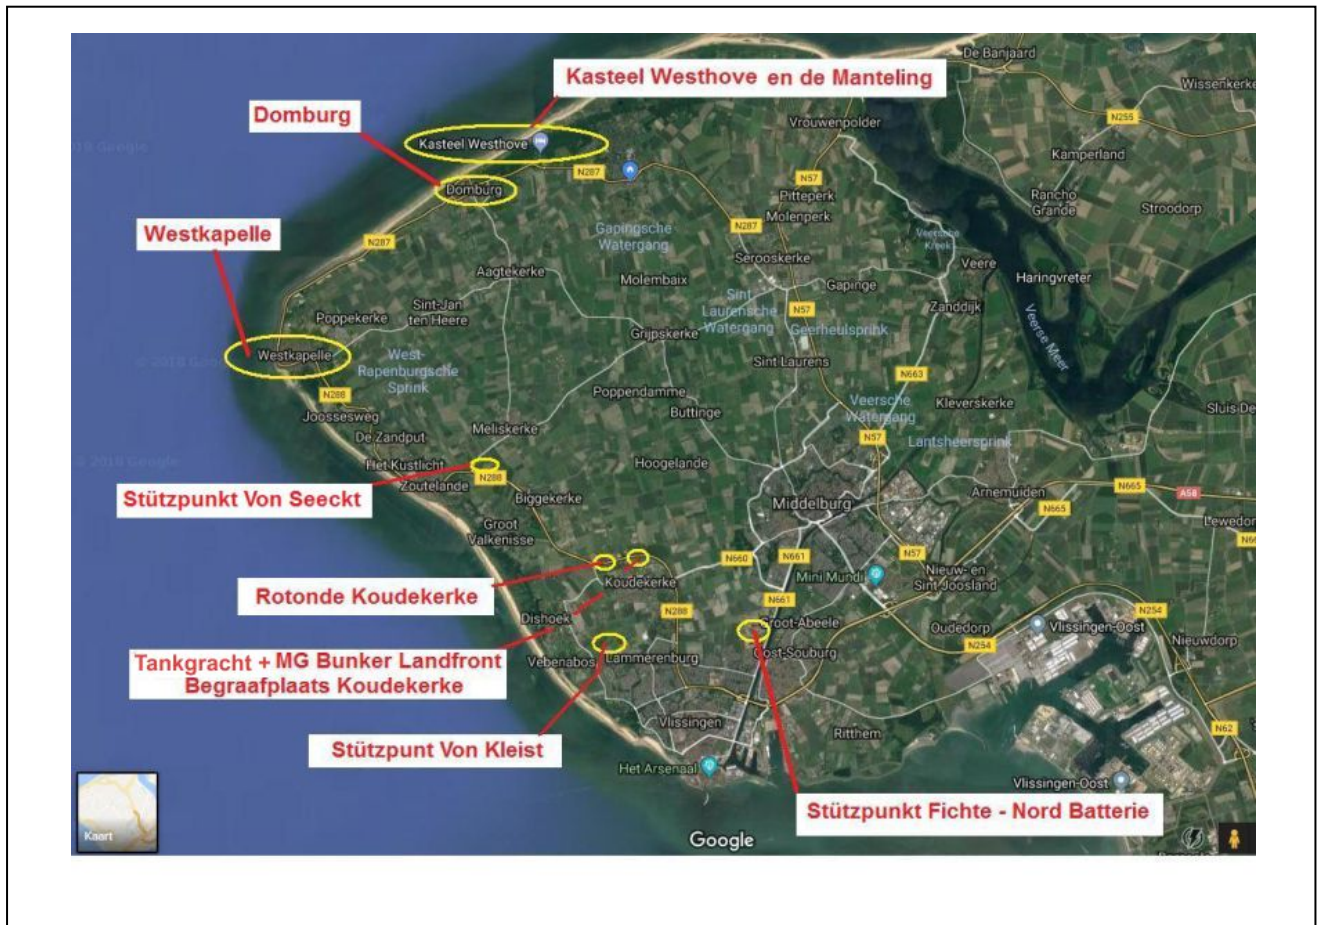 De Banjaard
Kasteel Westhove en de Manteling
Wissenkerke
Domburg
N255
Vrouwenpolder
Kasteel Westhove
Kamperland
N287
N57
Domburg
Pitteperk
Rancho
Grande
Stroodorp
Molenperk
Westkapelle
N287
N287
Gapingsche
Watergang
Veersche
Kreek
Serooskerke
Veere
Aagtekerke
Molembaix
Gapinge
Haringvreter
Sint-Jan
ten Heere
Sint
Laurensche
Watergang
Zanddijk
Poppekerke
N57
Geerheulsprink
Grijpskerke
Veerse Meer
Westkapelle
West-
Rapenburgsche
Sprink
Sint Laurens
N663
N288
Poppendamme
Veersche
Watergang
Kleverskerke
Buttinge
Sluis De
Joossesweg
Meliskerke
De Zandput
N57
Lantsheersprink
Het Kustlicht
Hoogelande
© 2018 Google
N288
Zoutelande
N665
Stützpunkt Von Seeckt
Biggekerke
Middelburg
Arnemuiden
A58
N665
Lewedor
Groot
Valkenisse
N660
N661
N57
Koudekerke
Mini Mundi
Nieuw- en
Sint Joosland
Rotonde Koudekerke
N661
Dishoek
N288
Groot-Abeele
N254
Oudedorp
Vlissingen-Oost
Nieuwdorp
Tankgracht + MG Bunker Landfront
Begraafplaats Koudekerke
Vebenabos
Lammerenburg
Oost-Souburg
N254
Vlissingen
Ritthem
N62
Stützpunt Von Kleist
Het Arsenaal
Vlissingen-Oost
Stützpunkt Fichte - Nord Batterie
Kaart
Google